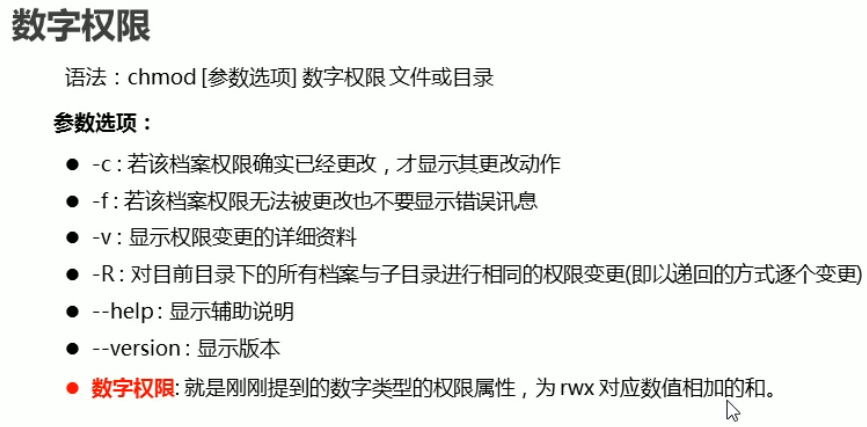 数字权限
语法：chmod [参数选项] 数字权限 文件或目录
参数选项：
● -c : 若该档案权限确实已经更改，才显示其更改动作
● -f : 若该档案权限无法被更改也不要显示错误讯息
● -v : 显示权限变更的详细资料
● -R : 对目前目录下的所有档案与子目录进行相同的权限变更(即以递回的方式逐个变更)
● --help : 显示辅助说明
● --version : 显示版本
● 数字权限: 就是刚刚提到的数字类型的权限属性，为 rwx 对应数值相加的和。